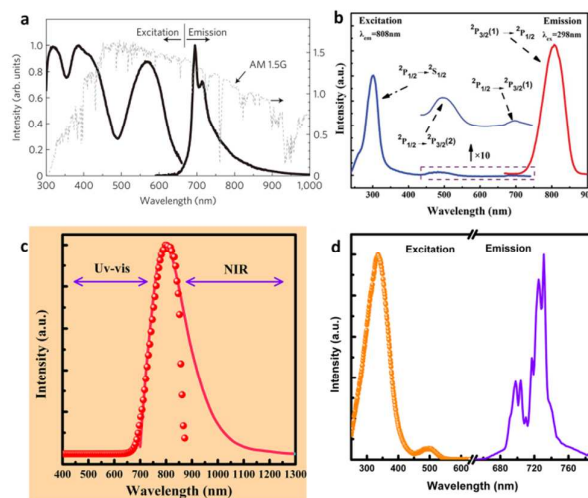 a
Excitation
Emission
AM 1.5G
Intensity (arb. units)
1.0
0.8
0.6
0.4
0.2
0.0
1.5
1.0
0.5
0
300 400 500 600 700 800 900 1,000
Wavelength (nm)
b
Excitation
λem=808nm
Emission
λex=298nm
²P3/2(1) → ²P1/2
²P1/2→²S1/2
²P1/2→²P3/2(1)
²P1/2→²P3/2(2)
×10
Intensity (a.u.)
300 400 500 600 700 800
Wavelength (nm)
c
Uv-vis
NIR
Intensity (a.u.)
400 500 600 700 800 900 1000 1100 1300
Wavelength (nm)
d
Excitation
Emission
Intensity (a.u.)
300 400 500 600 680 720 760
Wavelength (nm)